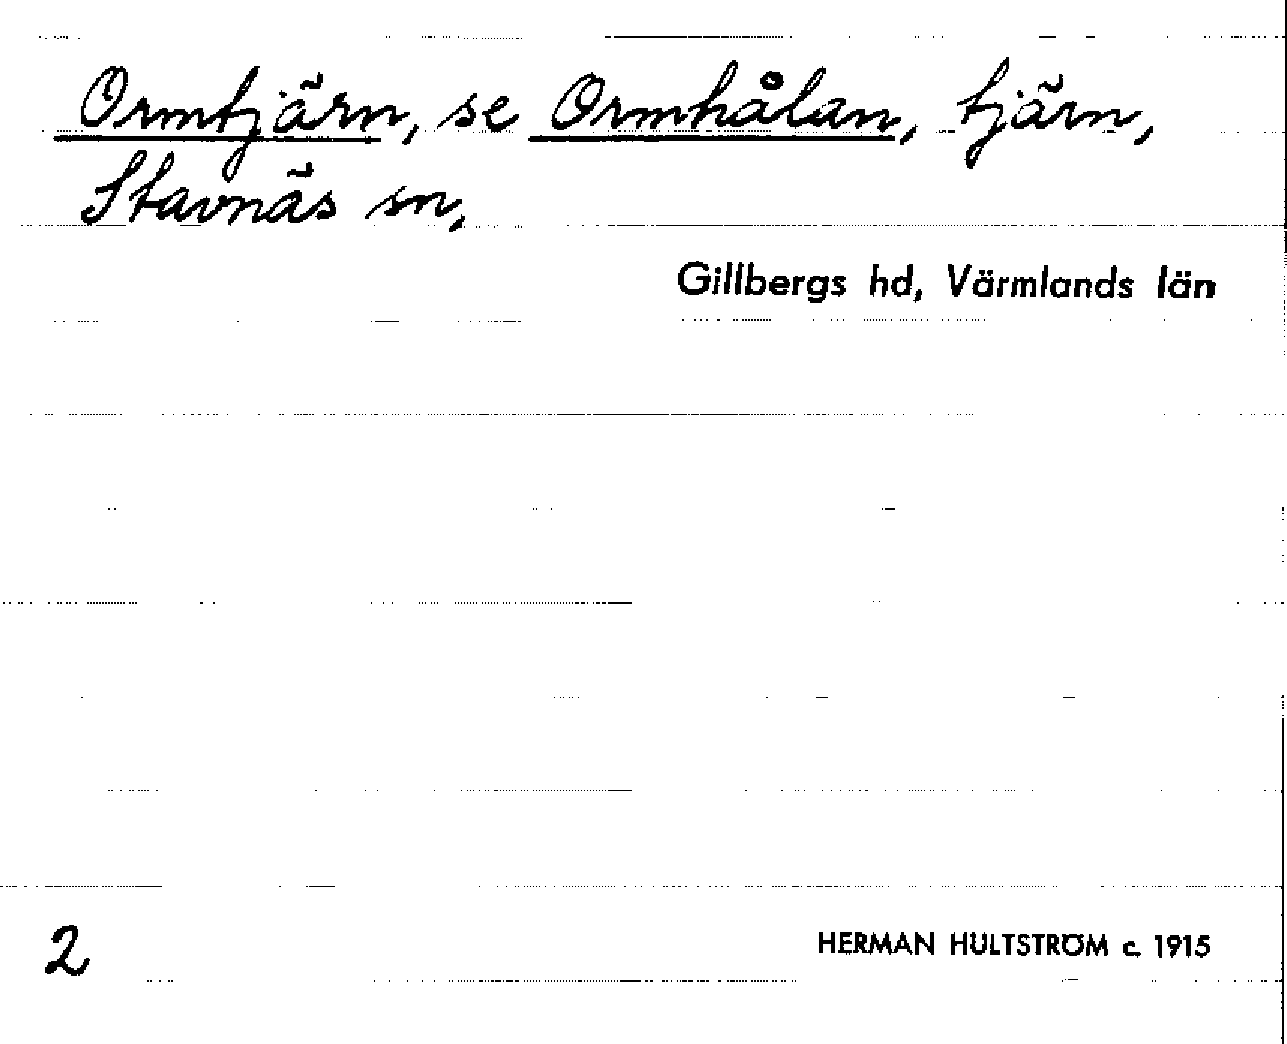 Ormtjärn, se Ormhålan, tjärn,
Stavnäs sn,
Gillbergs hd, Värmlands län
2
HERMAN HULTSTRÖM c. 1915